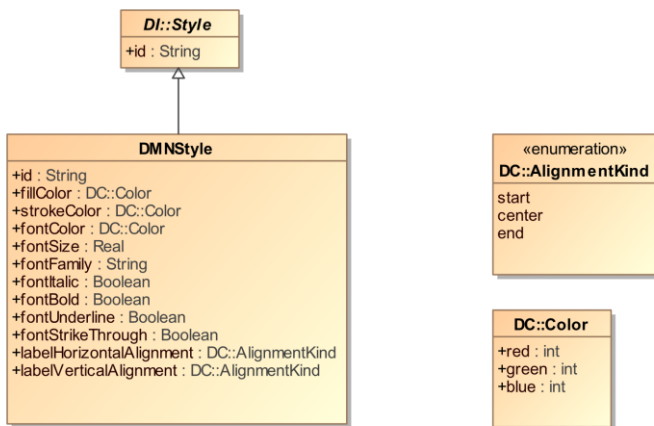 DI::Style
+id : String
DMNStyle
+id : String
+fillColor : DC::Color
+strokeColor : DC::Color
+fontColor : DC::Color
+fontSize : Real
+fontFamily : String
+fontItalic : Boolean
+fontBold : Boolean
+fontUnderline : Boolean
+fontStrikeThrough : Boolean
+labelHorizontalAlignment : DC::AlignmentKind
+labelVerticalAlignment : DC::AlignmentKind
«enumeration»
DC::AlignmentKind
start
center
end
DC::Color
+red : int
+green : int
+blue : int